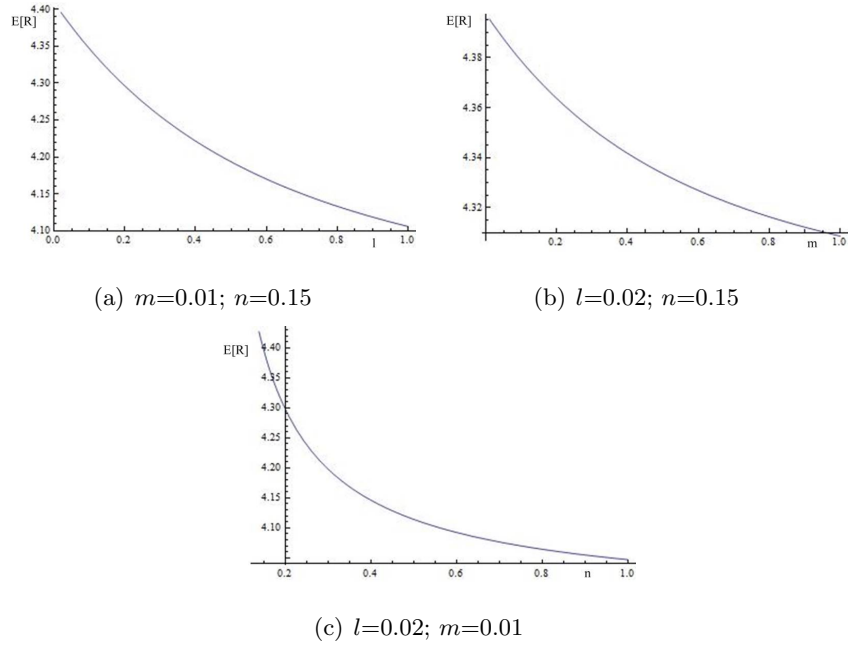 E[R]
4.40
4.35
4.30
4.25
4.20
4.15
4.10
0.0 0.2 0.4 0.6 0.8 l 1.0
(a) m=0.01; n=0.15
E[R]
4.38
4.36
4.34
4.32
0.2 0.4 0.6 0.8 m 1.0
(b) l=0.02; n=0.15
E[R]
4.40
4.35
4.30
4.25
4.20
4.15
4.10
0.2 0.4 0.6 0.8 n 1.0
(c) l=0.02; m=0.01